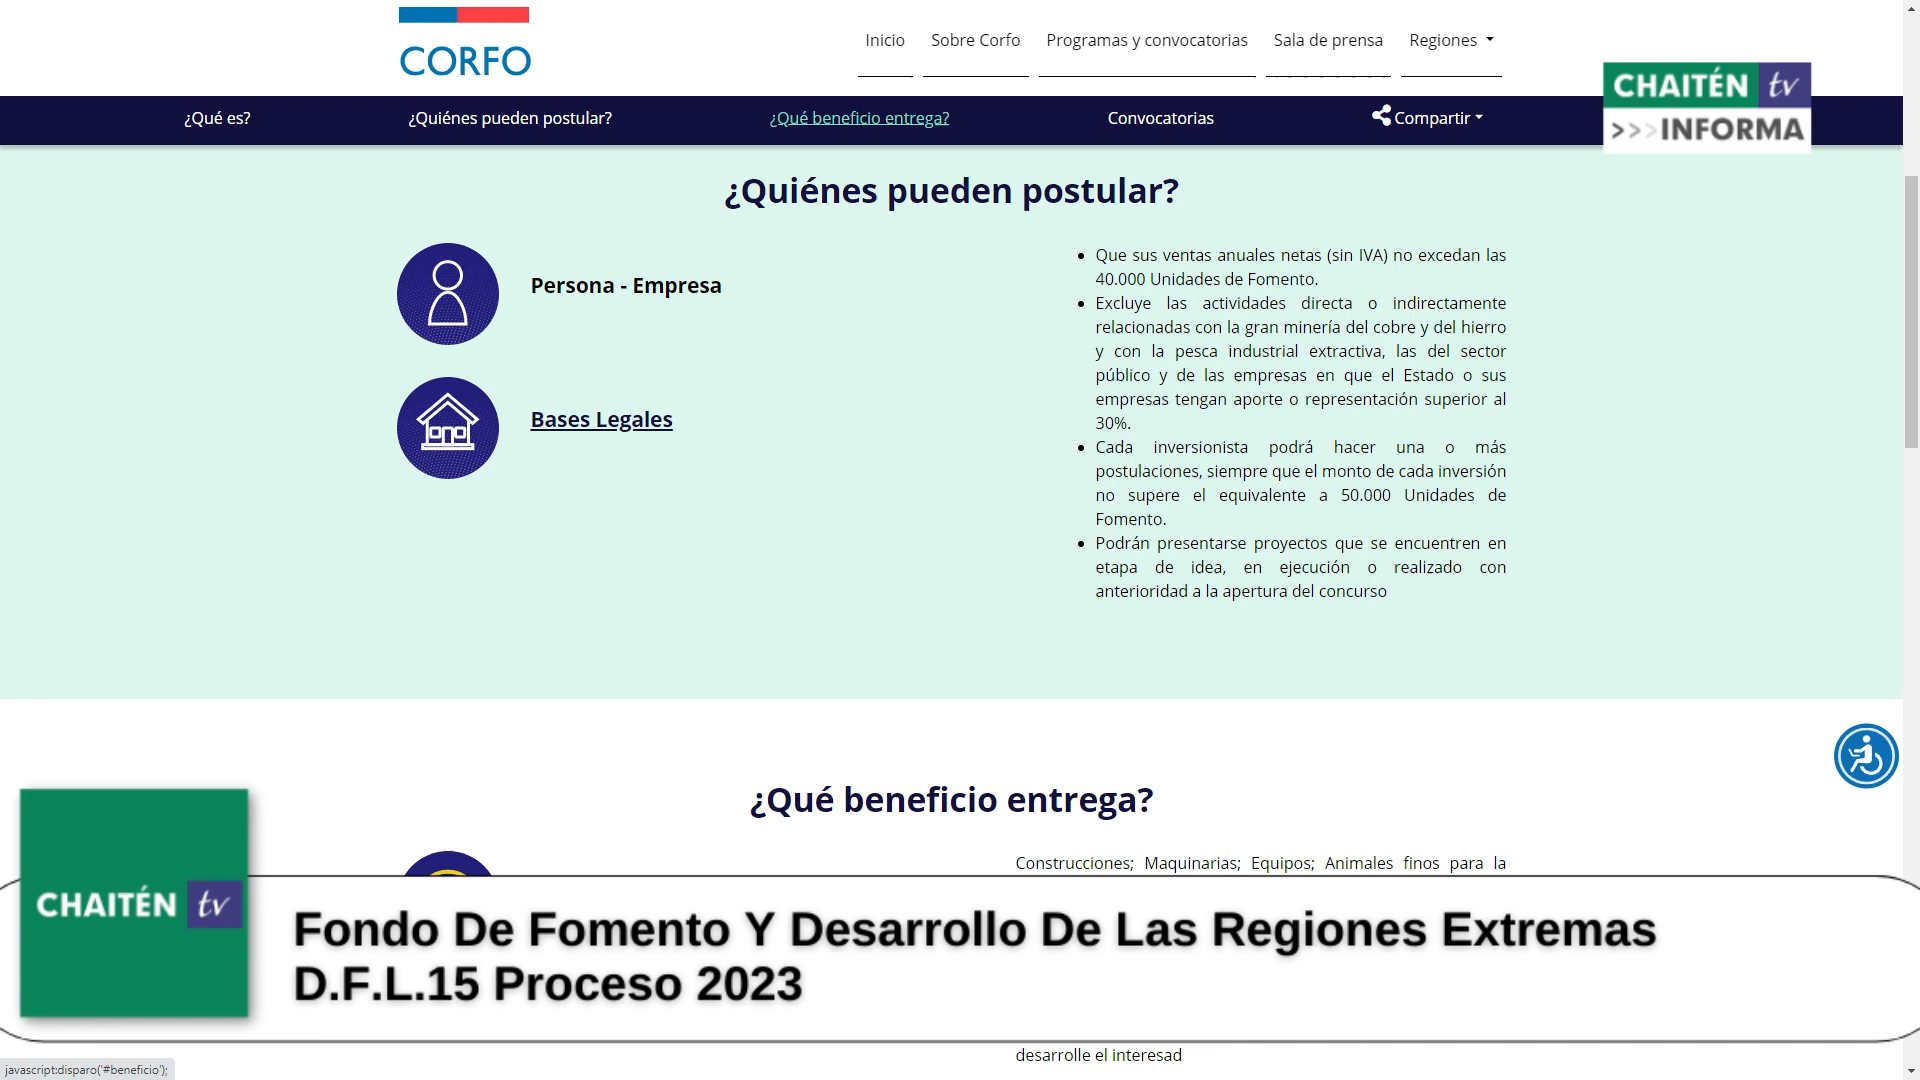 CORFO
Inicio Sobre Corfo Programas y convocatorias Sala de prensa Regiones
CHAITÉN tv
>>>INFORMA
¿Qué es? ¿Quiénes pueden postular? ¿Qué beneficio entrega? Convocatorias Compartir
¿Quiénes pueden postular?
Persona - Empresa
Bases Legales
• Que sus ventas anuales netas (sin IVA) no excedan las
40.000 Unidades de Fomento.
• Excluye las actividades directa o indirectamente
relacionadas con la gran minería del cobre y del hierro
y con la pesca industrial extractiva, las del sector
público y de las empresas en que el Estado o sus
empresas tengan aporte o representación superior al
30%.
• Cada inversionista podrá hacer una o más
postulaciones, siempre que el monto de cada inversión
no supere el equivalente a 50.000 Unidades de
Fomento.
• Podrán presentarse proyectos que se encuentren en
etapa de idea, en ejecución o realizado con
anterioridad a la apertura del concurso
¿Qué beneficio entrega?
Construcciones; Maquinarias; Equipos; Animales finos para la
CHAITÉN tv
Fondo De Fomento Y Desarrollo De Las Regiones Extremas
D.F.L.15 Proceso 2023
desarrolle el interesad
javascript:disparo('#beneficio');